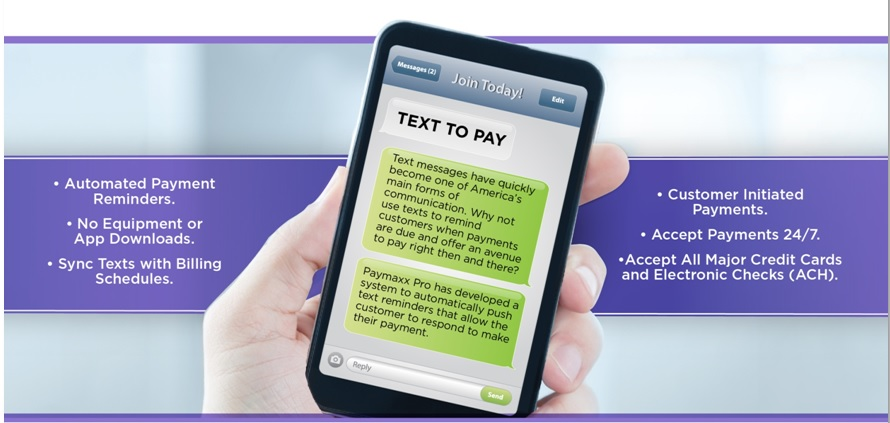 Messages (2)
Join Today!
Edit
TEXT TO PAY
Text messages have quickly
become one of America's
main forms of
communication. Why not
use texts to remind
customers when payments
are due and offer an avenue
to pay right then and there?
Paymaxx Pro has developed a
system to automatically push
text reminders that allow the
customer to respond to make
their payment.
Reply
Send
• Automated Payment
Reminders.
• No Equipment or
App Downloads.
• Sync Texts with Billing
Schedules.
• Customer Initiated
Payments.
• Accept Payments 24/7.
•Accept All Major Credit Cards
and Electronic Checks (ACH).